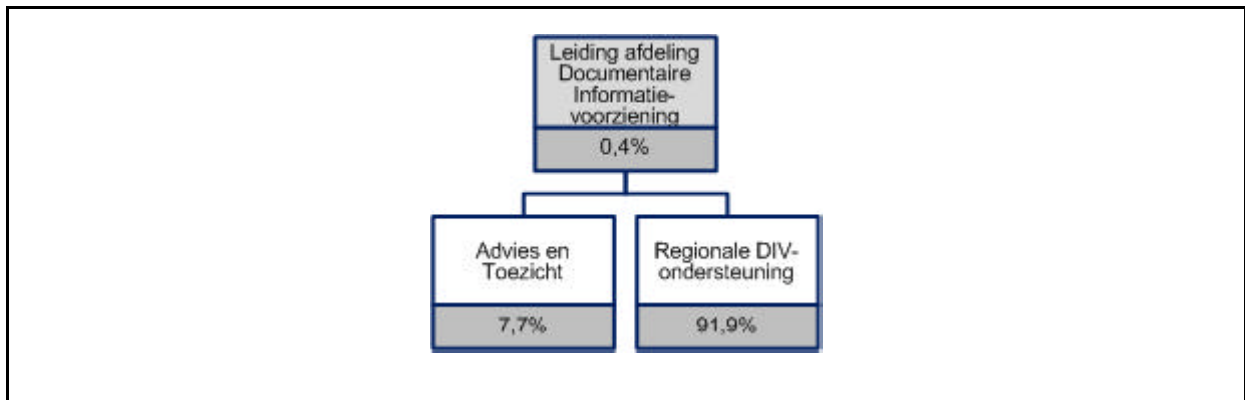 Leiding afdeling
Documentaire
Informatie-
voorziening
0,4%
Advies en
Toezicht
7,7%
Regionale DIV-
ondersteuning
91,9%